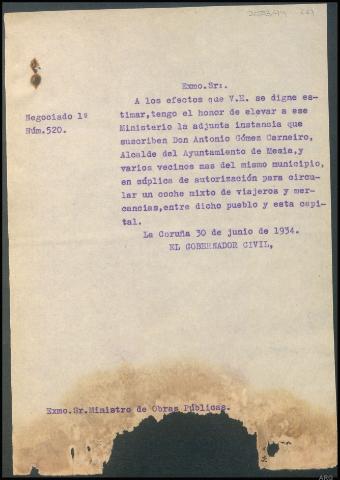 Exmo.Sr:.
A los efectos que V.E. se digne es-
timar,tengo el honor de elevar a ese
Ministerio la adjunta instancia que
suscriben Don Antonio Gómez Carneiro,
Alcalde del Ayuntamiento de Mesia,y
varios vecinos mas del mismo municipio,
en súplica de autorización para circu-
lar un coche mixto de viajeros y mer-
cancias,entre dicho pueblo y esta capi-
tal.
La Coruña 30 de junio de 1934.
EL GOBERNADOR CIVIL,
Negociado 1º
Núm.520.
Exmo.Sr.Ministro de Obras Públicas.